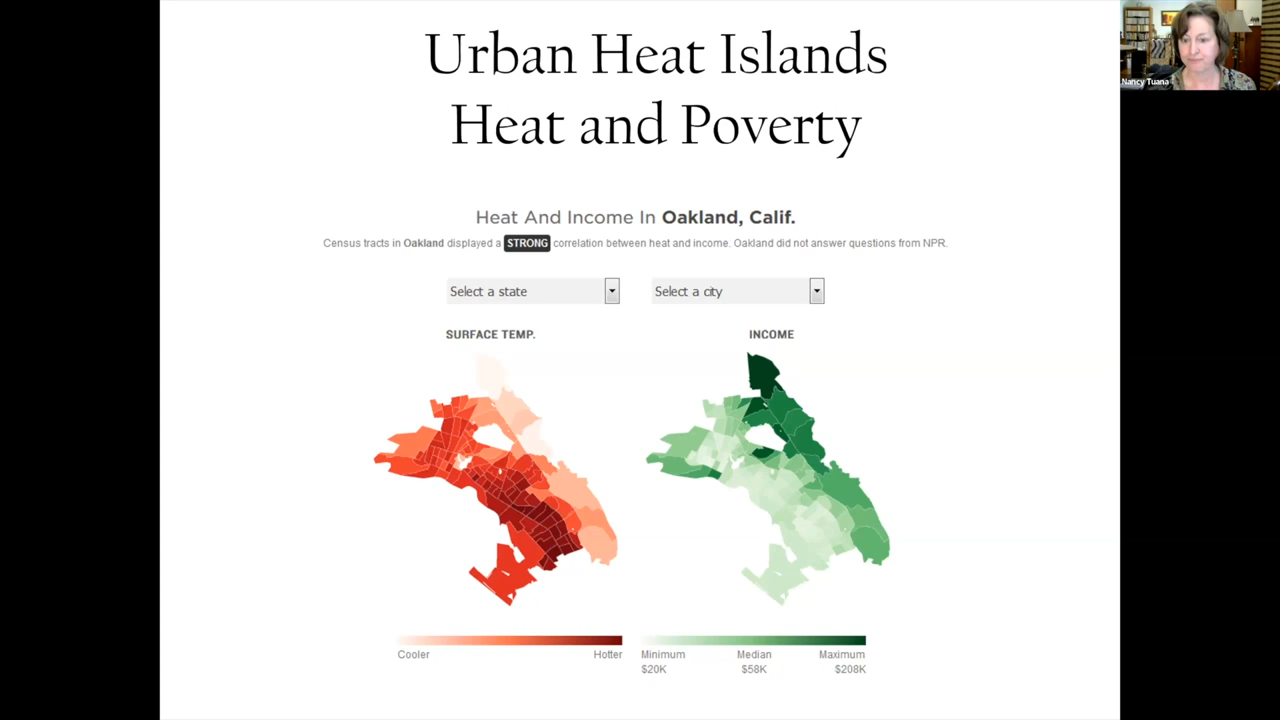 Urban Heat Islands
Heat and Poverty
Nancy Tuana
Heat And Income In Oakland, Calif.
Census tracts in Oakland displayed a STRONG correlation between heat and income. Oakland did not answer questions from NPR.
Select a state
Select a city
SURFACE TEMP.
INCOME
Cooler
Hotter
Minimum
Median
Maximum
$20K
$58K
$208K